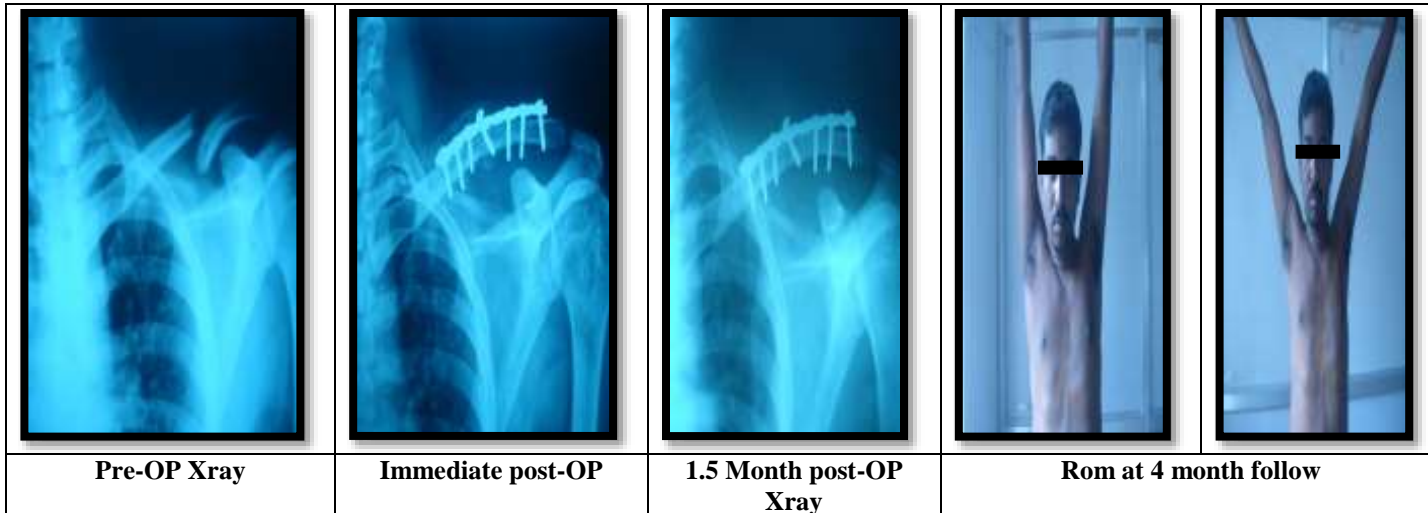 Pre-OP Xray
Immediate post-OP
1.5 Month post-OP
Xray
Rom at 4 month follow